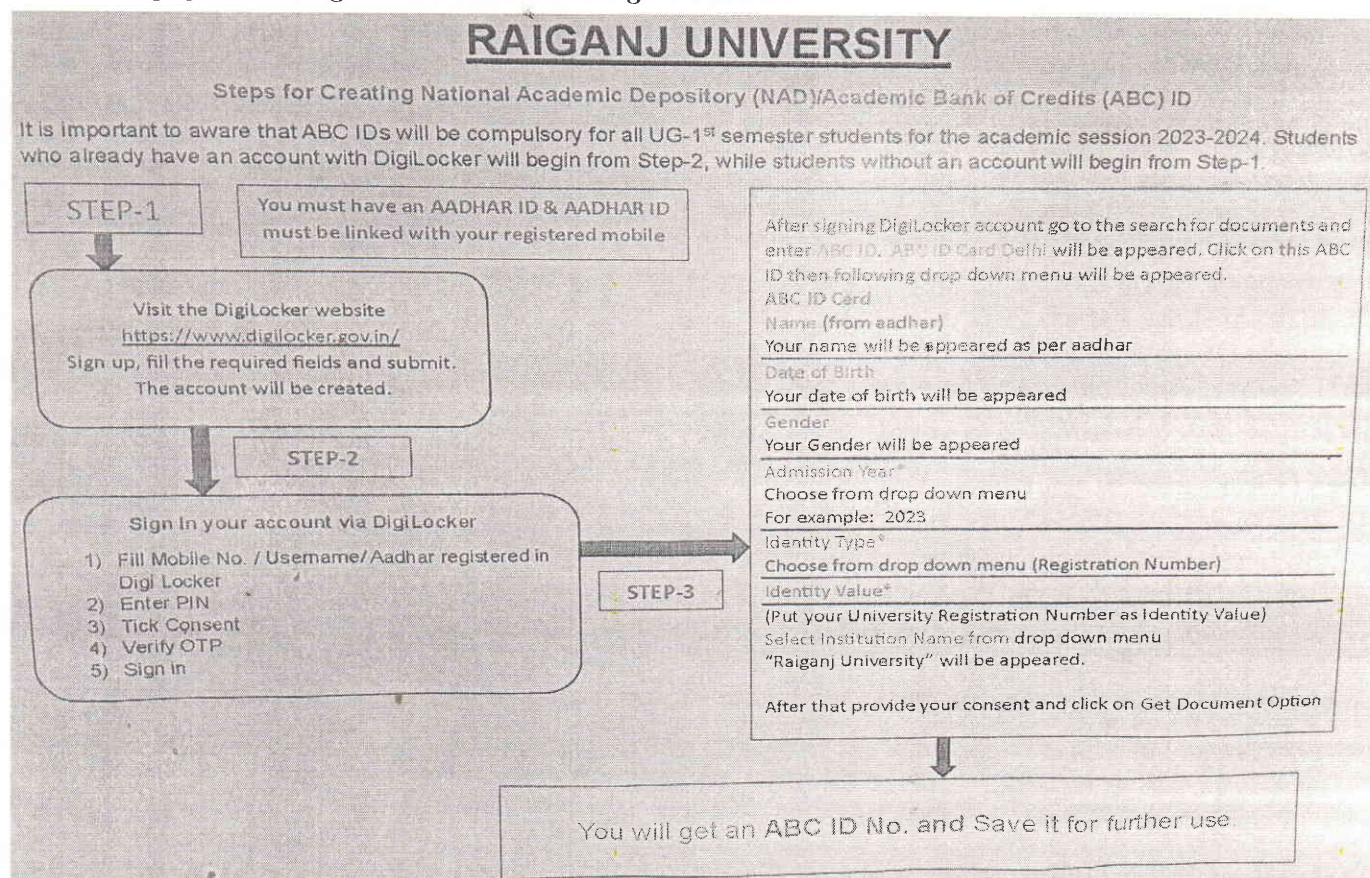 RAIGANJ UNIVERSITY
Steps for Creating National Academic Depository (NAD)/Academic Bank of Credits (ABC) ID
It is important to aware that ABC IDs will be compulsory for all UG-1st semester students for the academic session 2023-2024. Students
who already have an account with DigiLocker will begin from Step-2, while students without an account will begin from Step-1.
STEP-1
You must have an AADHAR ID & AADHAR ID
must be linked with your registered mobile
Visit the DigiLocker website
https://www.digilocker.gov.in/
Sign up, fill the required fields and submit.
The account will be created.
STEP-2
Sign In your account via DigiLocker
1) Fill Mobile No. / Username/ Aadhar registered in
Digi Locker
2) Enter PIN
3) Tick Consent
4) Verify OTP
5) Sign in
STEP-3
After signing DigiLocker account go to the search for documents and
enter ABC ID. ABC ID Card Delhi will be appeared. Click on this ABC
ID then following drop down menu will be appeared.
ABC ID Card
Name (from aadhar)
Your name will be appeared as per aadhar
Date of Birth
Your date of birth will be appeared
Gender
Your Gender will be appeared
Admission Year*
Choose from drop down menu
For example: 2023
Identity Type*
Choose from drop down menu (Registration Number)
Identity Value*
(Put your University Registration Number as Identity Value)
Select Institution Name from drop down menu
“Raiganj University” will be appeared.
After that provide your consent and click on Get Document Option
You will get an ABC ID No. and Save it for further use